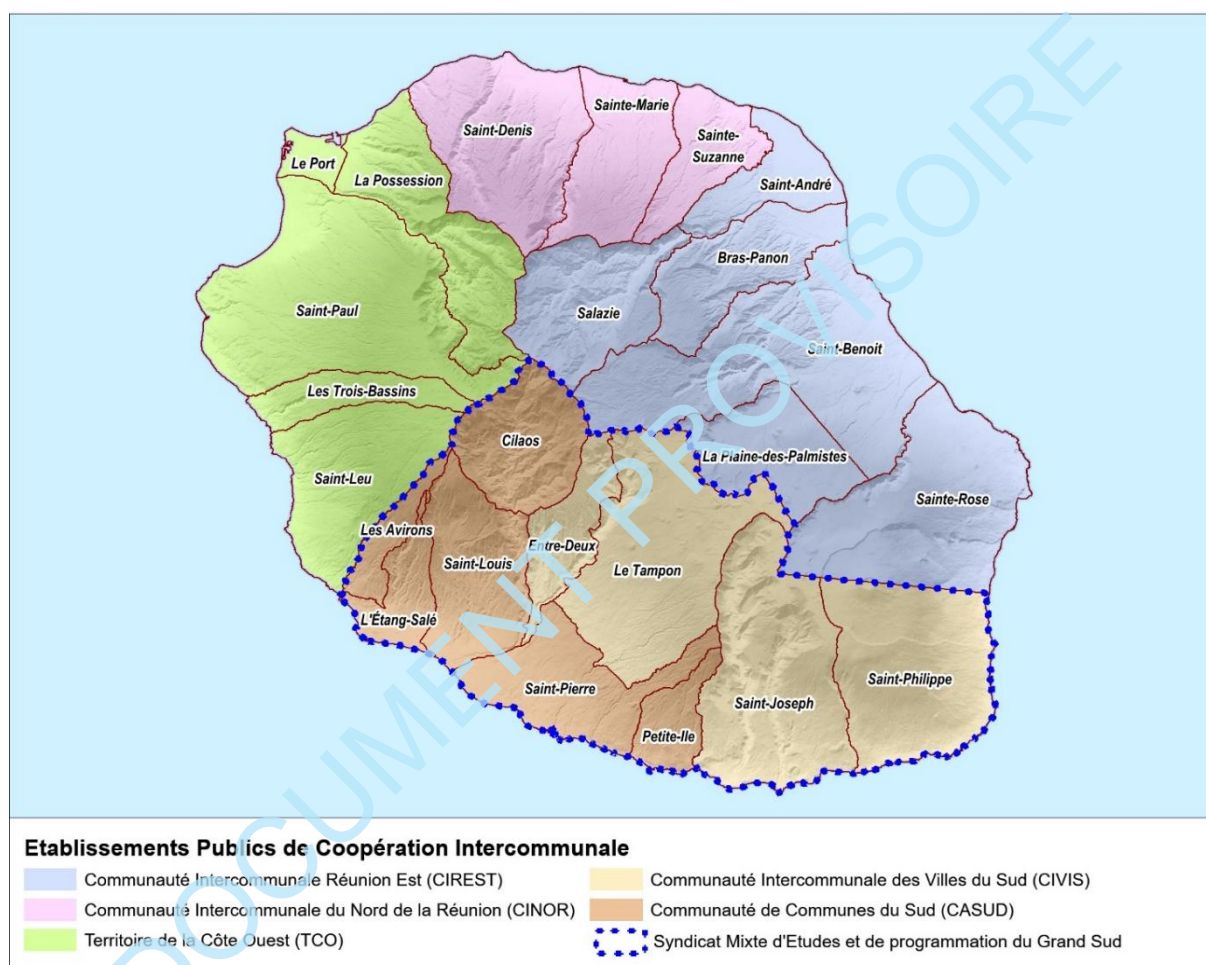 Saint-Denis
Sainte-Marie
Sainte-
Suzanne
Le Port
La Possession
Saint-André
Bras-Panon
Saint-Paul
Salazie
Saint-Benoit
Les Trois-Bassins
Cilaos
La Plaine-des-Palmistes
Saint-Leu
Sainte-Rose
Les Avirons
Saint-Louis
Entre-Deux
Le Tampon
L'Étang-Salé
Saint-Pierre
Saint-Philippe
Saint-Joseph
Petite-Ile
DOCUMENT PROVISOIRE
Etablissements Publics de Coopération Intercommunale
Communauté Intercommunale Réunion Est (CIREST)
Communauté Intercommunale du Nord de la Réunion (CINOR)
Territoire de la Côte Ouest (TCO)
Communauté Intercommunale des Villes du Sud (CIVIS)
Communauté de Communes du Sud (CASUD)
Syndicat Mixte d'Etudes et de programmation du Grand Sud